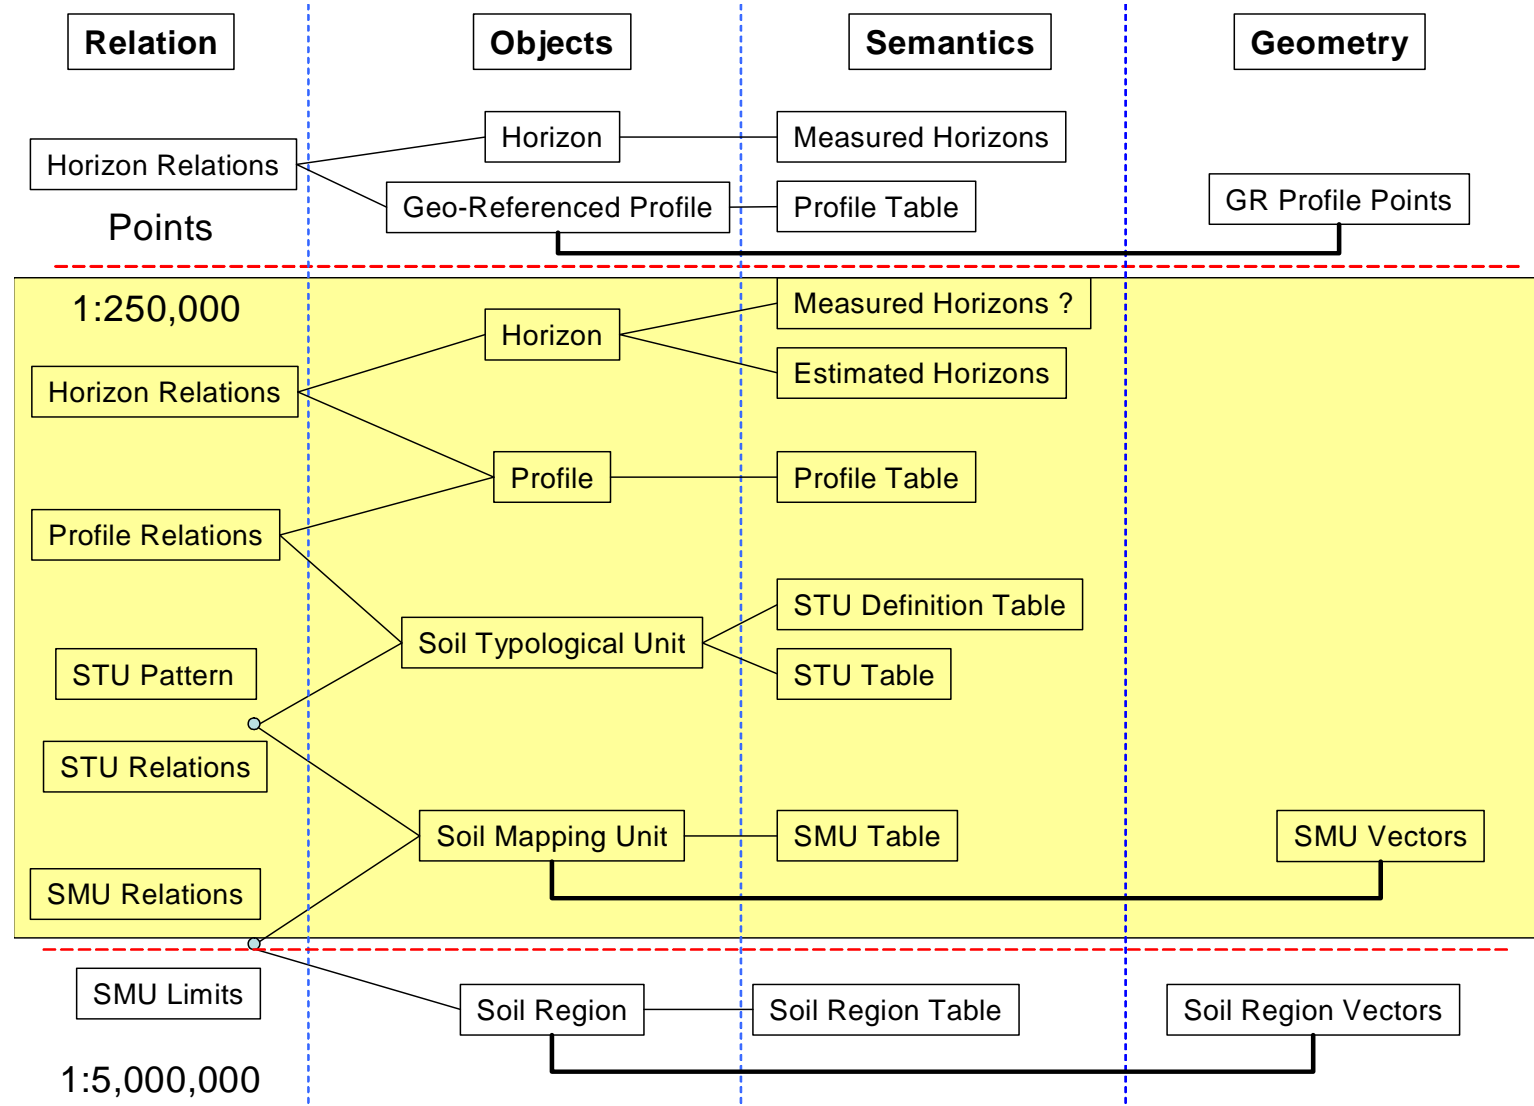 Relation
Objects
Semantics
Geometry
Horizon
Measured Horizons
Horizon Relations
Geo-Referenced Profile
Profile Table
GR Profile Points
Points
1:250,000
Measured Horizons ?
Horizon
Estimated Horizons
Horizon Relations
Profile
Profile Table
Profile Relations
STU Definition Table
Soil Typological Unit
STU Pattern
STU Table
STU Relations
Soil Mapping Unit
SMU Table
SMU Vectors
SMU Relations
SMU Limits
Soil Region
Soil Region Table
Soil Region Vectors
1:5,000,000